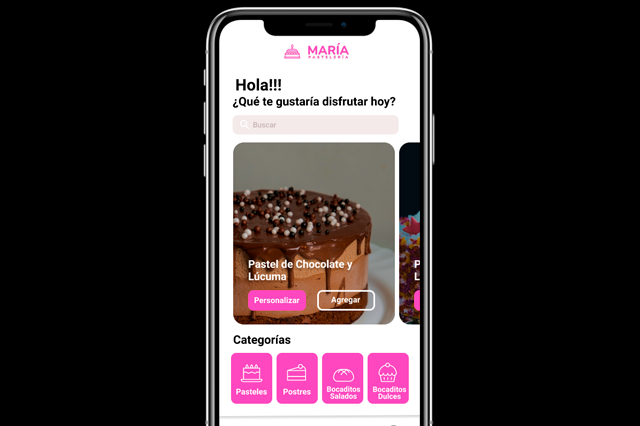 MARÍA
PASTELERÍA
Hola!!!
¿Qué te gustaría disfrutar hoy?
Buscar
Pastel de Chocolate y
Lúcuma
Personalizar
Agregar
P
L
Categorías
Pasteles
Postres
Bocaditos
Salados
Bocaditos
Dulces